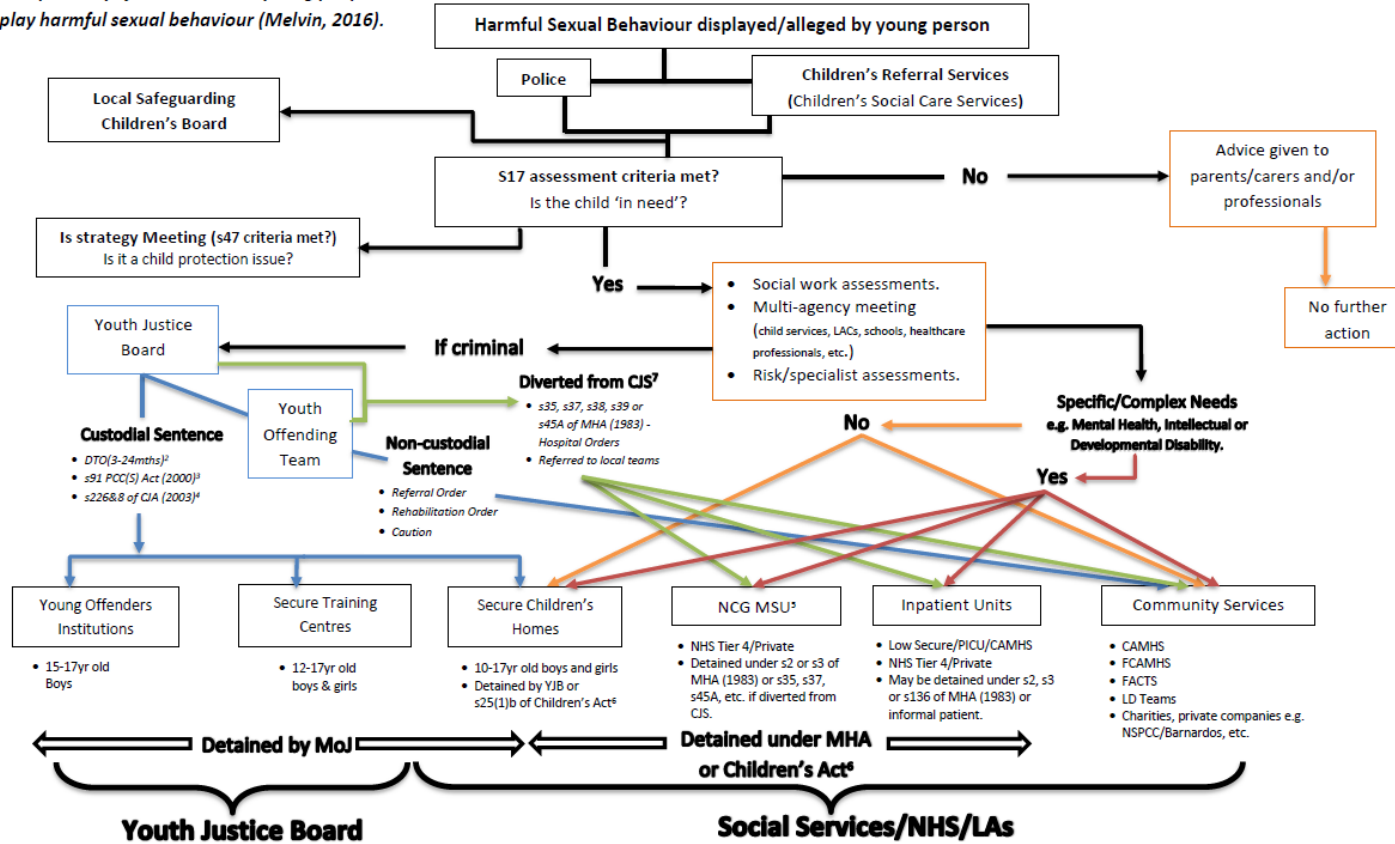 play harmful sexual behaviour (Melvin, 2016).
Harmful Sexual Behaviour displayed/alleged by young person
Police
Children's Referral Services
(Children's Social Care Services)
Local Safeguarding
Children's Board
S17 assessment criteria met?
Is the child 'in need'?
No
Advice given to
parents/carers and/or
professionals
Is strategy Meeting (s47 criteria met?)
Is it a child protection issue?
Yes
• Social work assessments.
• Multi-agency meeting
(child services, LACs, schools, healthcare
professionals, etc.)
• Risk/specialist assessments.
No further
action
Youth Justice
Board
If criminal
Diverted from CJS⁷
• s35, s37, s38, s39 or
s45A of MHA (1983) -
Hospital Orders
• Referred to local teams
Specific/Complex Needs
e.g. Mental Health, Intellectual or
Developmental Disability.
No
Yes
Youth
Offending
Team
Custodial Sentence
• DTO(3-24mths)²
• s91 PCC(S) Act (2000)³
• s226&8 of CJA (2003)⁴
Non-custodial
Sentence
• Referral Order
• Rehabilitation Order
• Caution
Young Offenders
Institutions
• 15-17yr old
Boys
Secure Training
Centres
• 12-17yr old
boys & girls
Secure Children's
Homes
• 10-17yr old boys and girls
• Detained by YJB or
s25(1)b of Children's Act⁶
NCG MSU⁵
• NHS Tier 4/Private
• Detained under s2 or s3 of
MHA (1983) or s35, s37,
s45A, etc. if diverted from
CJS.
Inpatient Units
• Low Secure/PICU/CAMHS
• NHS Tier 4/Private
• May be detained under s2, s3
or s136 of MHA (1983) or
informal patient.
Community Services
• CAMHS
• FCAMHS
• FACTS
• LD Teams
• Charities, private companies e.g.
NSPCC/Barnardos, etc.
Detained by MoJ
Detained under MHA
or Children's Act⁶
Youth Justice Board
Social Services/NHS/LAs